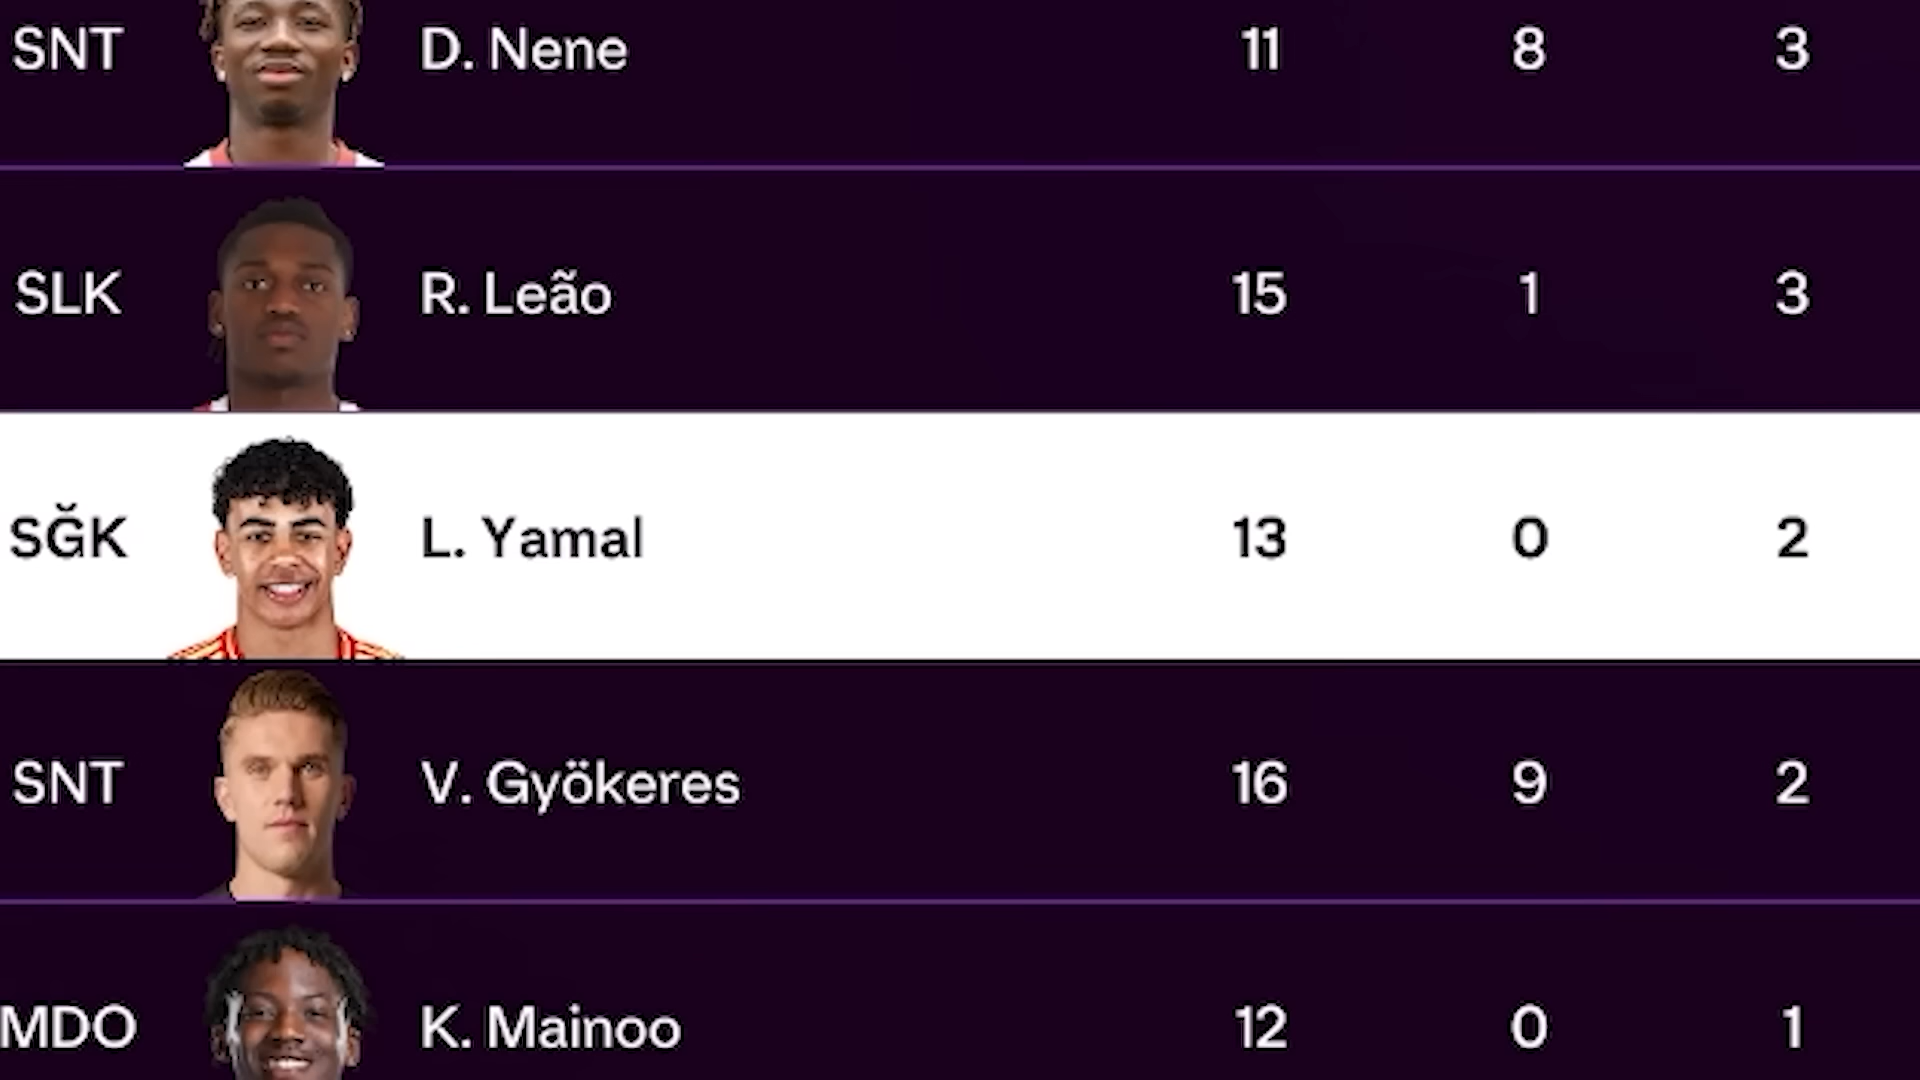 SNT D. Nene 11 8 3
SLK R. Leão 15 1 3
SĞK L. Yamal 13 0 2
SNT V. Gyökeres 16 9 2
MDO K. Mainoo 12 0 1